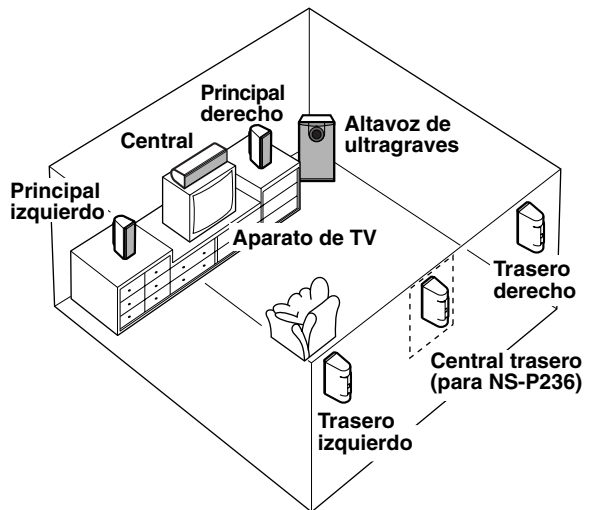 Principal
derecho
Central
Altavoz de
ultragraves
Principal
izquierdo
Aparato de TV
Trasero
derecho
Central trasero
(para NS-P236)
Trasero
izquierdo